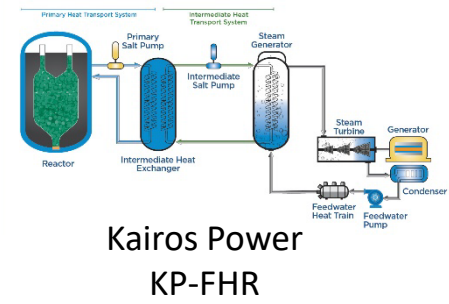 Primary Heat Transport System
Intermediate Heat
Transport System
Primary
Salt Pump
Steam
Generator
Intermediate
Salt Pump
Steam
Turbine
Generator
Reactor
Intermediate Heat
Exchanger
Condenser
Feedwater
Heat Train
Feedwater
Pump
Kairos Power
KP-FHR